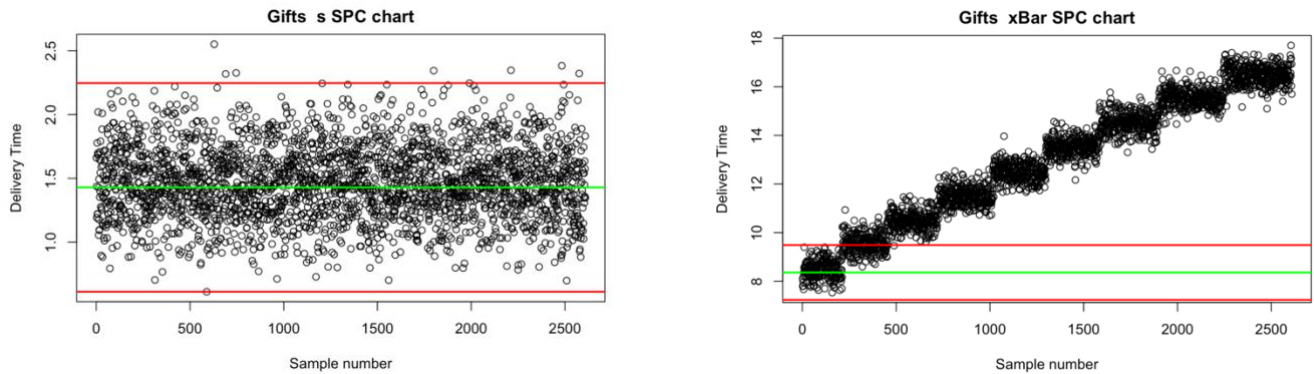 Gifts s SPC chart
Delivery Time
2.5
2.0
1.5
1.0
0 500 1000 1500 2000 2500
Sample number
Gifts xBar SPC chart
Delivery Time
18
16
14
12
10
8
0 500 1000 1500 2000 2500
Sample number